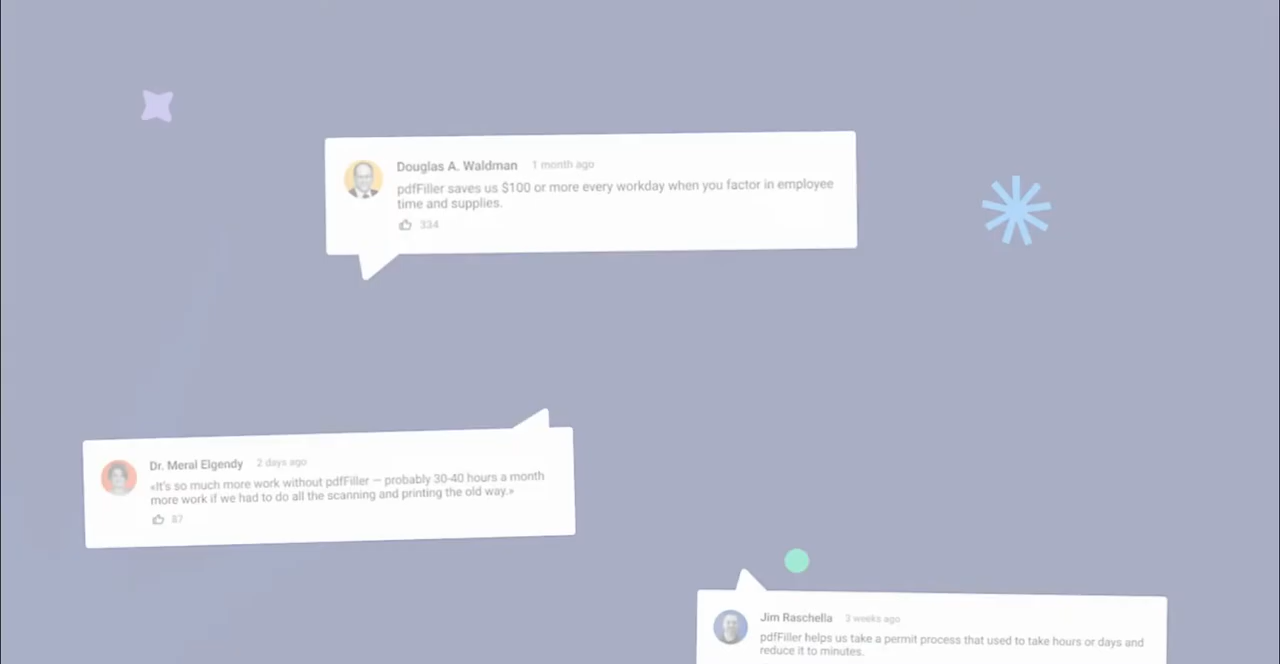 Douglas A. Waldman 1 month ago
pdfFiller saves us $100 or more every workday when you factor in employee
time and supplies.
334
Dr. Meral Elgendy 2 days ago
«It's so much more work without pdfFiller — probably 30-40 hours a month
more work if we had to do all the scanning and printing the old way.»
87
Jim Raschella 3 weeks ago
pdfFiller helps us take a permit process that used to take hours or days and
reduce it to minutes.